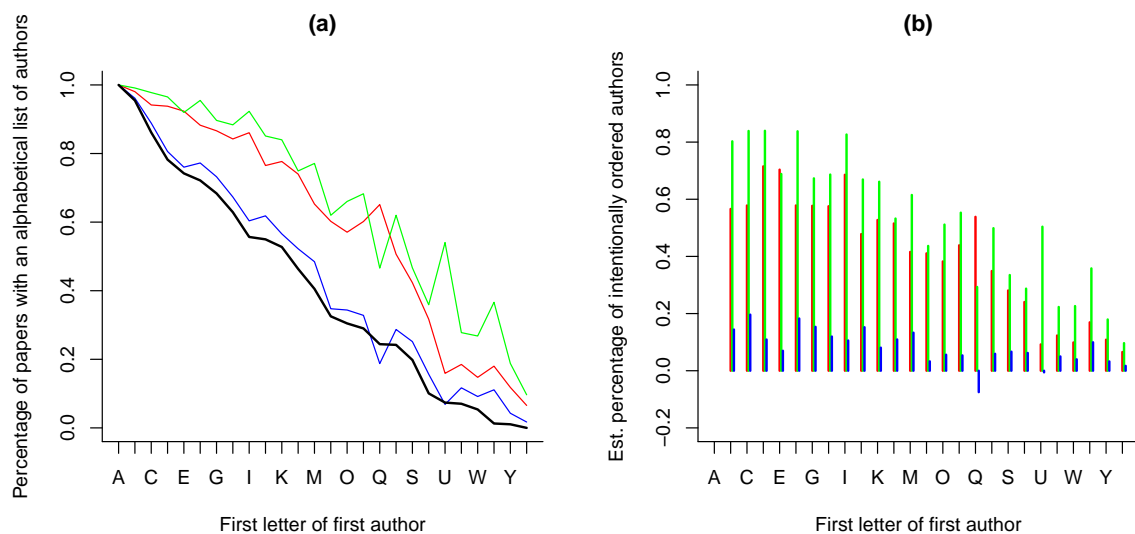 (a)
Percentage of papers with an alphabetical list of authors
1.0
0.8
0.6
0.4
0.2
0.0
A C E G I K M O Q S U W Y
First letter of first author
(b)
Est. percentage of intentionally ordered authors
1.0
0.8
0.6
0.4
0.2
0.0
−0.2
A C E G I K M O Q S U W Y
First letter of first author